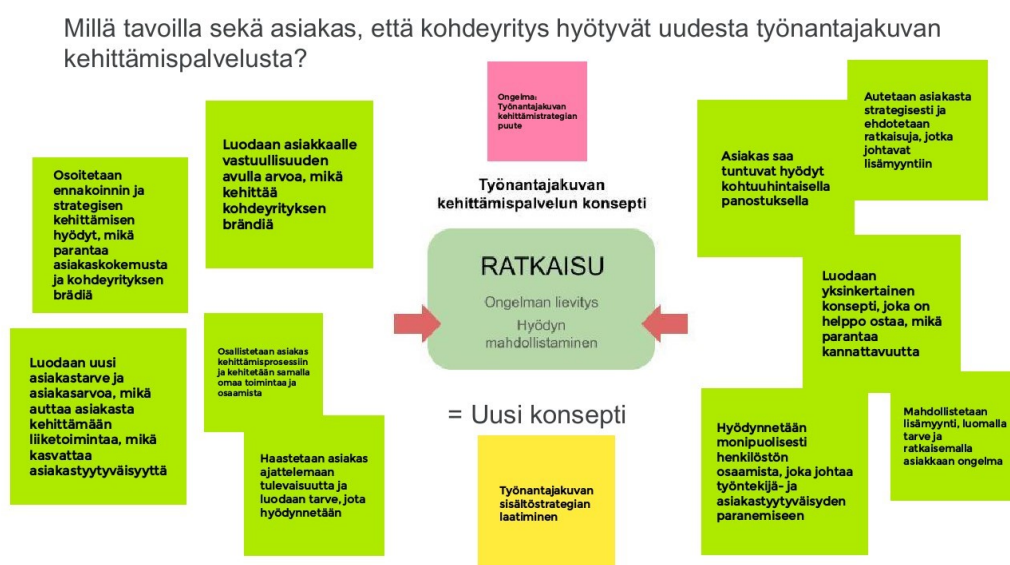 Millä tavoilla sekä asiakas, että kohdeyritys hyötyvät uudesta työnantajakuvan
kehittämispalvelusta?
Osoitetaan
ennakoinnin ja
strategisen
kehittämisen
hyödyt, mikä
parantaa
asiakaskokemusta
ja kohdeyrityksen
brädiä
Luodaan asiakkaalle
vastuullisuuden
avulla arvoa, mikä
kehittää
kohdeyrityksen
brändiä
Luodaan uusi
asiakastarve ja
asiakasarvoa, mikä
auttaa asiakasta
kehittämään
liiketoimintaa, mikä
kasvattaa
asiakastyytyväisyyttä
Osallistetaan asiakas
kehittämisprosessiin
ja kehitetään samalla
omaa toimintaa ja
osaamista
Haastetaan asiakas
ajattelemaan
tulevaisuutta ja
luodaan tarve, jota
hyödynnetään
Ongelma:
Työnantajakuvan
kehittämistrategian
puute
Työnantajakuvan
kehittämispalvelun konsepti
RATKAISU
Ongelman lievitys
Hyödyn
mahdollistaminen
= Uusi konsepti
Työnantajakuvan
sisältöstrategian
laatiminen
Asiakas saa
tuntuvat hyödyt
kohtuuhintaisella
panostuksella
Autetaan asiakasta
strategisesti ja
ehdotetaan
ratkaisuja, jotka
johtavat
lisämyyntiin
Luodaan
yksinkertainen
konsepti, joka on
helppo ostaa, mikä
parantaa
kannattavuutta
Hyödynnetään
monipuolisesti
henkilöstön
osaamista, joka johtaa
työntekijä- ja
asiakastyytyväisyden
paranemiseen
Mahdollistetaan
lisämyynti, luomalla
tarve ja
ratkaisemalla
asiakkaan ongelma